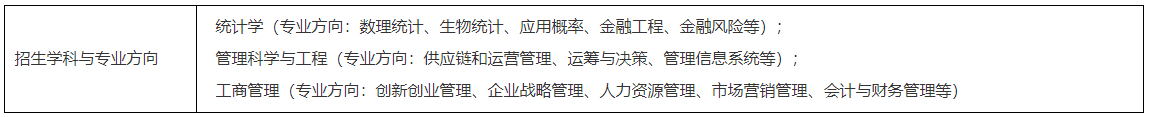 招生学科与专业方向
统计学（专业方向：数理统计、生物统计、应用概率、金融工程、金融风险等）；
管理科学与工程（专业方向：供应链和运营管理、运筹与决策、管理信息系统等）；
工商管理（专业方向：创新创业管理、企业战略管理、人力资源管理、市场营销管理、会计与财务管理等）